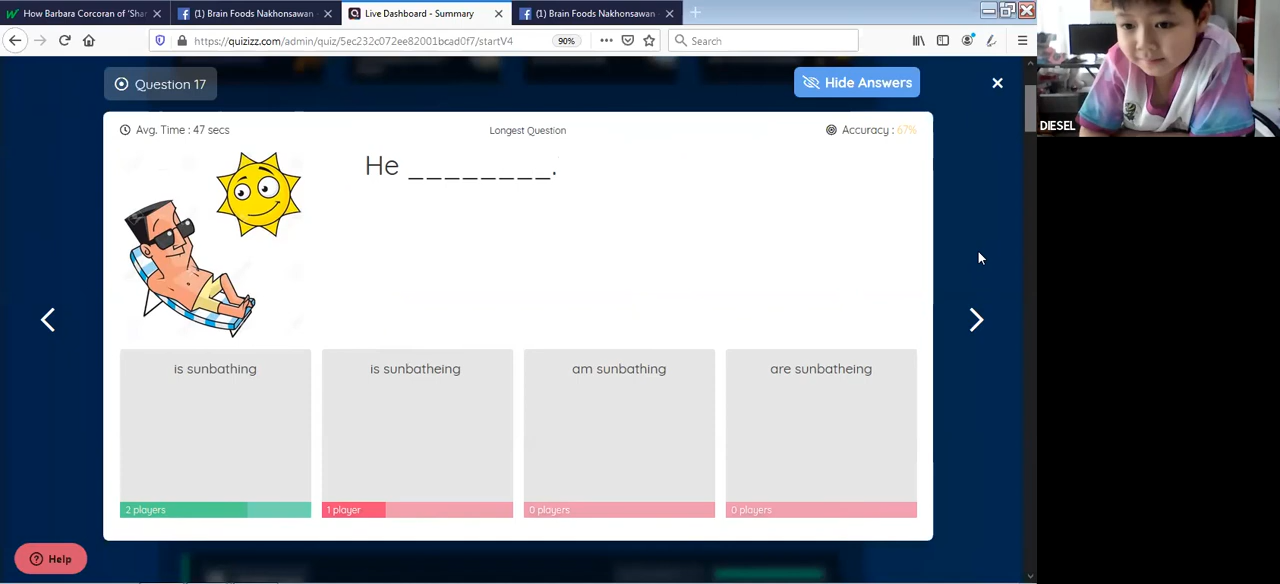 How Barbara Corcoran of 'Shar
(1) Brain Foods Nakhonsawan
Live Dashboard - Summary
(1) Brain Foods Nakhonsawan
https://quizizz.com/admin/quiz/5ec232c072ee82001bcad0f7/startV4
90%
Search
Question 17
Hide Answers
Avg. Time : 47 secs
Longest Question
Accuracy : 67%
He ________.
is sunbathing
is sunbatheing
am sunbathing
are sunbatheing
2 players
1 player
0 players
0 players
Help
DIESEL